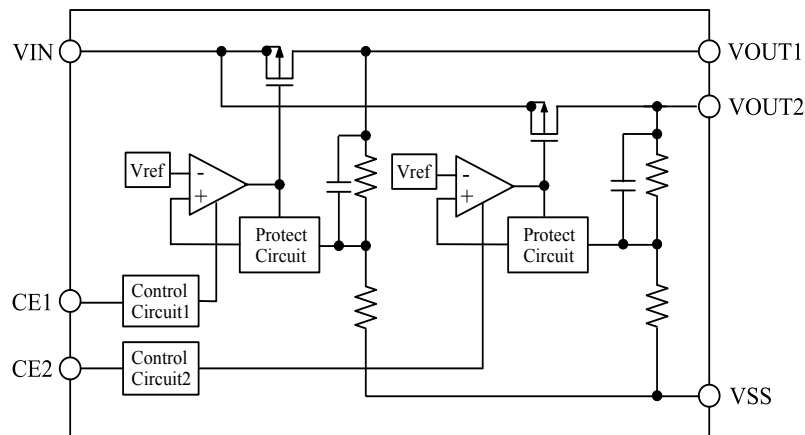 VIN
VOUT1
VOUT2
Vref
-
+
Vref
-
+
Protect
Circuit
Protect
Circuit
CE1
Control
Circuit1
CE2
Control
Circuit2
VSS